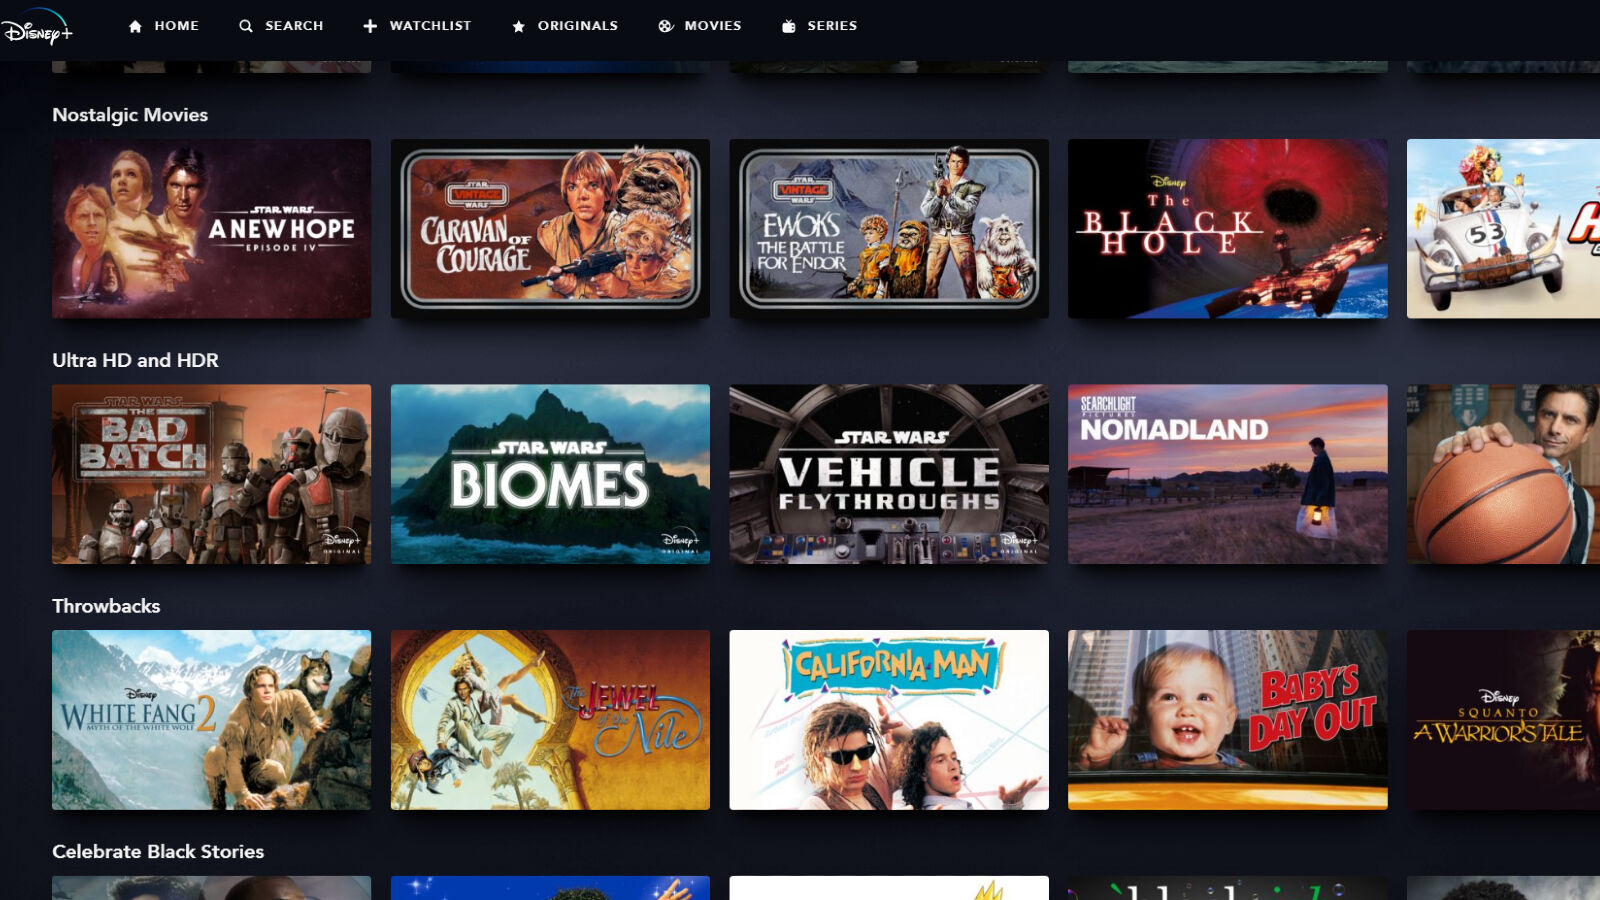 Disney+
HOME
SEARCH
WATCHLIST
ORIGINALS
MOVIES
SERIES
Nostalgic Movies
STAR WARS
A NEW HOPE
EPISODE IV
STAR
VINTAGE
WARS
CARAVAN
OF
COURAGE
STAR
VINTAGE
WARS
EWOKS
THE BATTLE
FOR ENDOR
Disney
The
BLACK
HOLE
53
Ultra HD and HDR
STAR WARS
THE
BAD
BATCH
Disney+
ORIGINAL
STAR WARS
BIOMES
Disney+
ORIGINAL
STAR WARS
VEHICLE
FLYTHROUGHS
Disney+
ORIGINAL
SEARCHLIGHT
PICTURES
NOMADLAND
Throwbacks
Disney
WHITE FANG 2
MYTH OF THE WHITE WOLF
The
JEWEL
of the
Nile
CALIFORNIA MAN
BABY'S
DAY OUT
Disney
SQUANTO
A WARRIOR'S TALE
Celebrate Black Stories